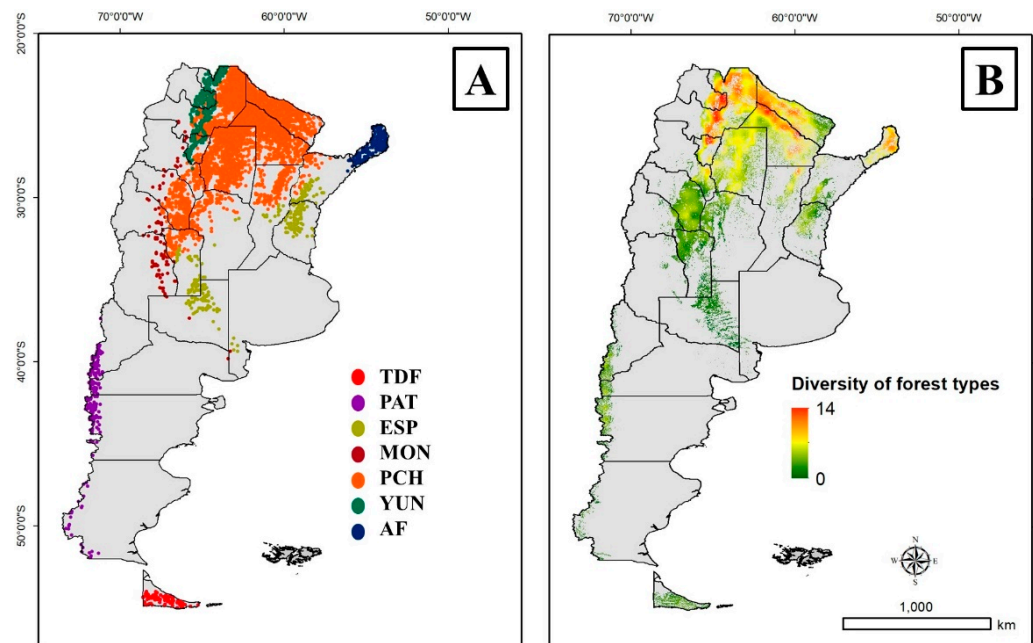 70°0'0"W 60°0'0"W 50°0'0"W
20°0'0"S
30°0'0"S
40°0'0"S
50°0'0"S
A
TDF
PAT
ESP
MON
PCH
YUN
AF
70°0'0"W 60°0'0"W 50°0'0"W
B
Diversity of forest types
14
0
N
W E
S
1,000
km